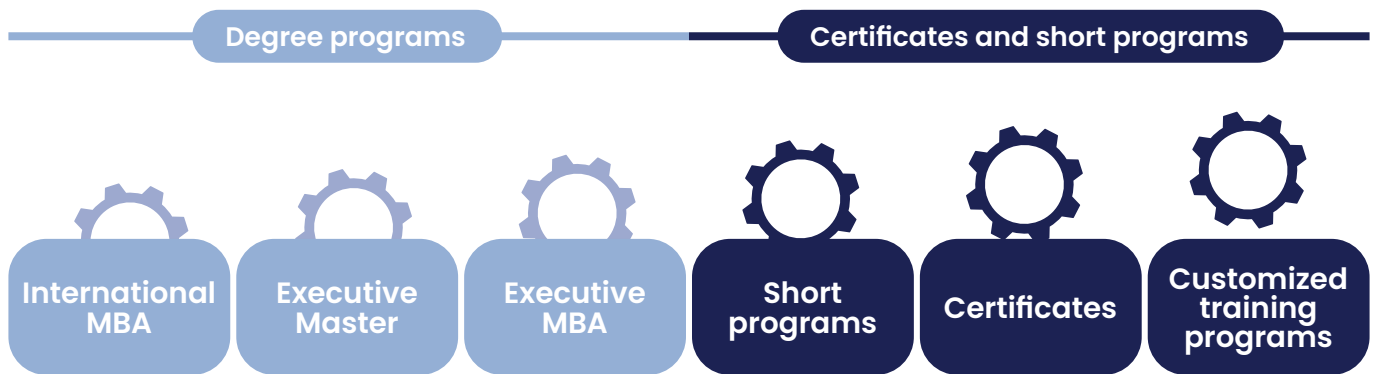 Degree programs
Certificates and short programs
International
MBA
Executive
Master
Executive
MBA
Short
programs
Certificates
Customized
training
programs